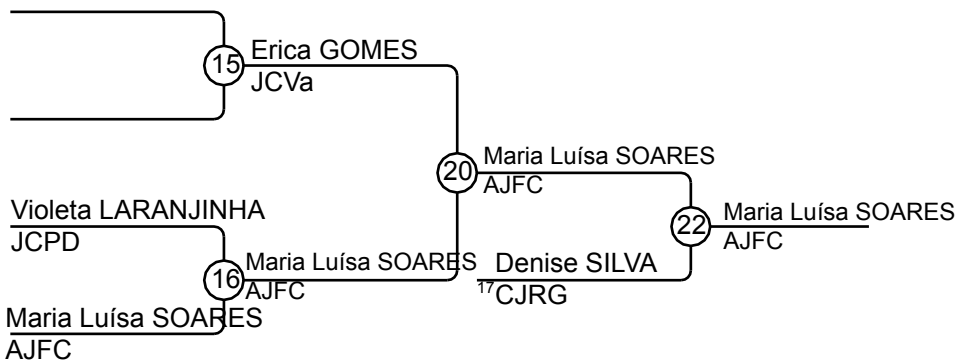 15
Erica GOMES
JCVa
Violeta LARANJINHA
JCPD
16
Maria Luísa SOARES
AJFC
Maria Luísa SOARES
AJFC
20
Maria Luísa SOARES
AJFC
Denise SILVA
17 CJRG
22
Maria Luísa SOARES
AJFC